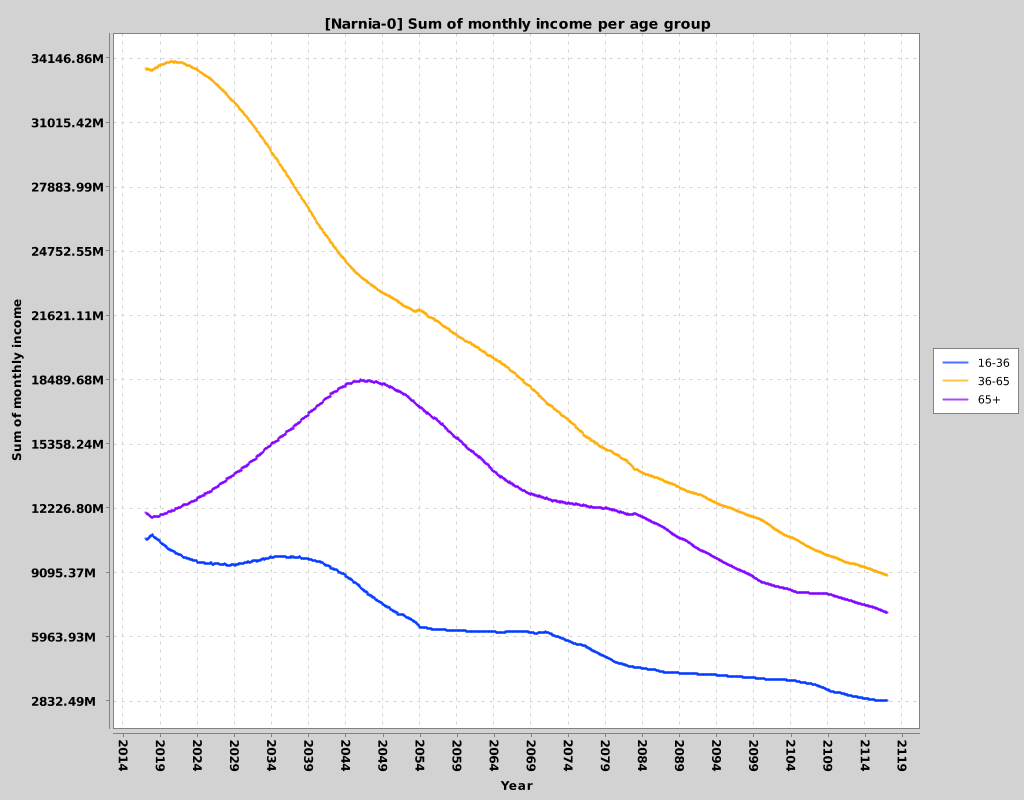 [Narnia-0] Sum of monthly income per age group
34146.86M
31015.42M
27883.99M
24752.55M
21621.11M
18489.68M
15358.24M
12226.80M
9095.37M
5963.93M
2832.49M
Sum of monthly income
2014 2019 2024 2029 2034 2039 2044 2049 2054 2059 2064 2069 2074 2079 2084 2089 2094 2099 2104 2109 2114 2119
Year
16-36
36-65
65+